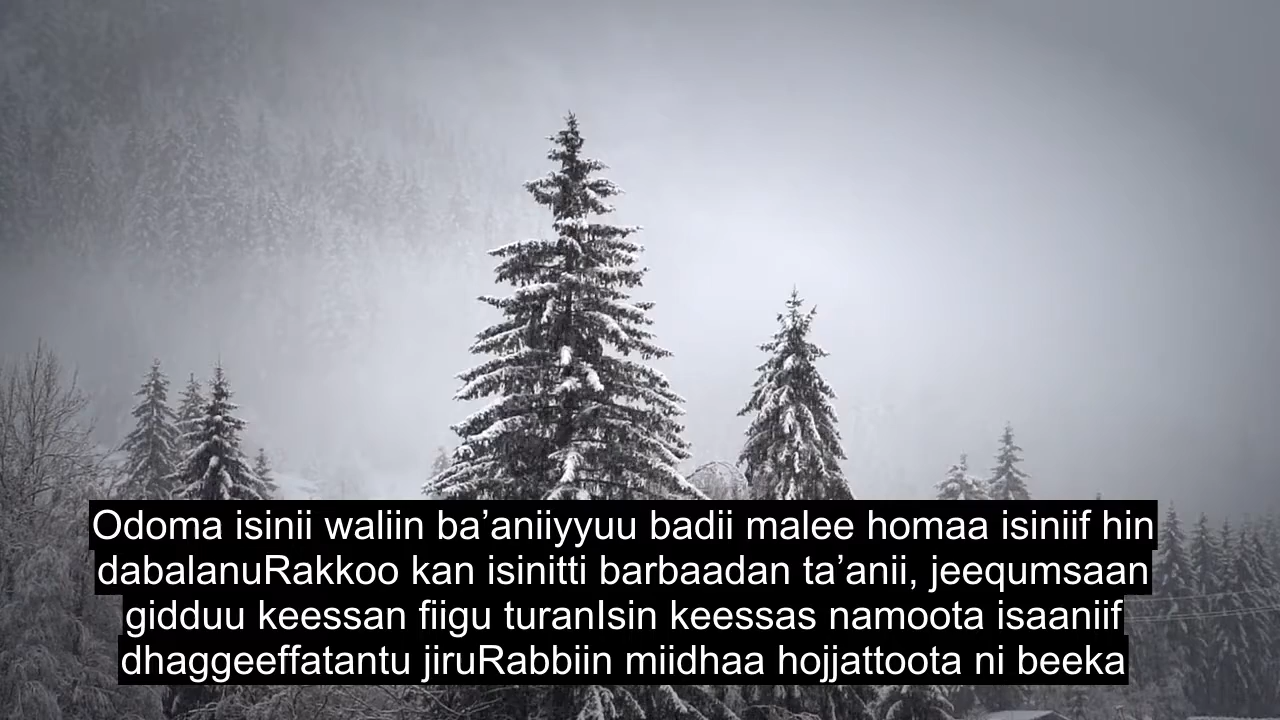 Odoma isinii waliin ba’aniiyyuu badii malee homaa isiniif hin
dabalanuRakkoo kan isinitti barbaadan ta’anii, jeequmsaan
gidduu keessan fiigu turanIsin keessas namoota isaaniif
dhaggeeffatantu jiruRabbiin miidhaa hojjattoota ni beeka